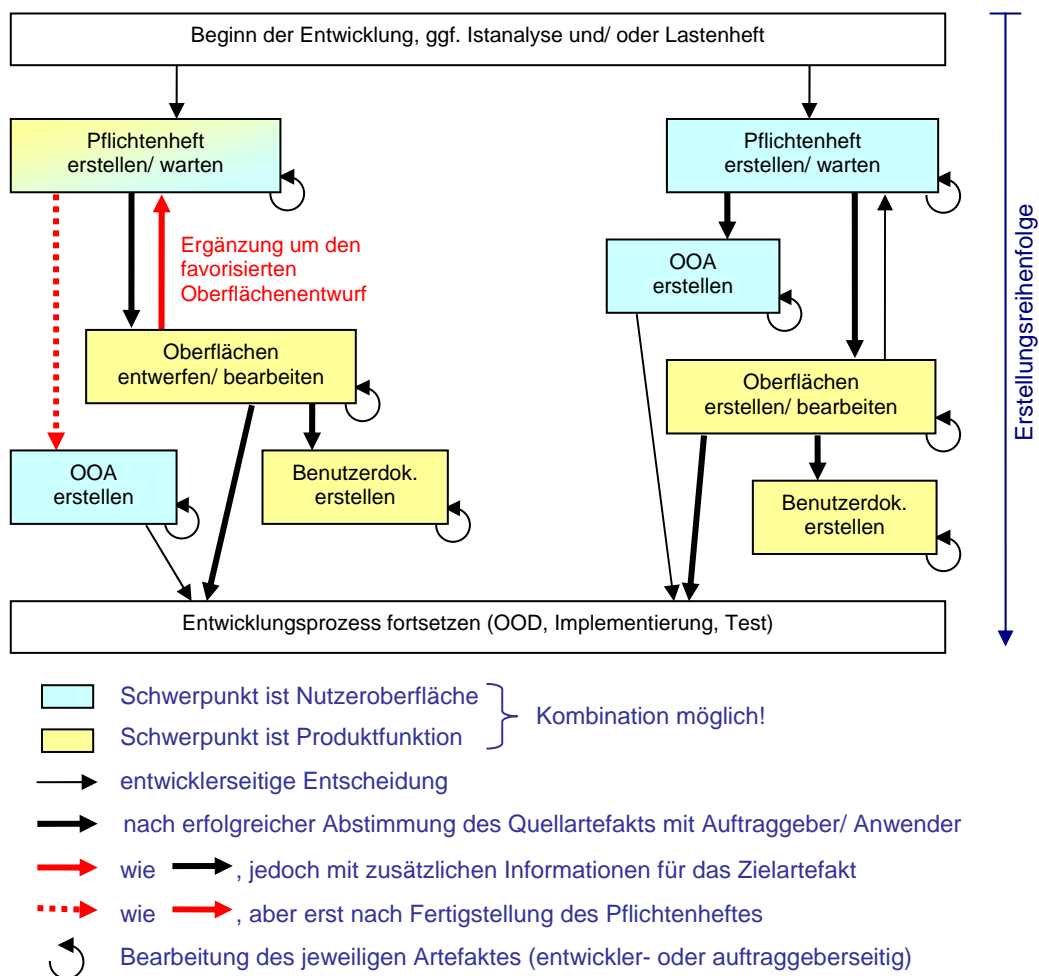 Beginn der Entwicklung, ggf. Istanalyse und/ oder Lastenheft
Pflichtenheft
erstellen/ warten
Ergänzung um den
favorisierten
Oberflächenentwurf
Oberflächen
entwerfen/ bearbeiten
OOA
erstellen
Benutzerdok.
erstellen
Pflichtenheft
erstellen/ warten
OOA
erstellen
Oberflächen
erstellen/ bearbeiten
Benutzerdok.
erstellen
Erstellungsreihenfolge
Entwicklungsprozess fortsetzen (OOD, Implementierung, Test)
Schwerpunkt ist Nutzeroberfläche
Schwerpunkt ist Produktfunktion
Kombination möglich!
entwicklerseitige Entscheidung
nach erfolgreicher Abstimmung des Quellartefakts mit Auftraggeber/ Anwender
wie , jedoch mit zusätzlichen Informationen für das Zielartefakt
wie , aber erst nach Fertigstellung des Pflichtenheftes
Bearbeitung des jeweiligen Artefaktes (entwickler- oder auftraggeberseitig)